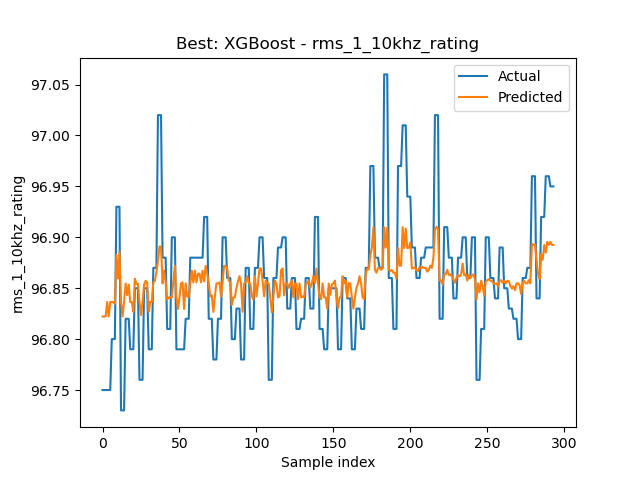 Best: XGBoost - rms_1_10khz_rating
Actual
Predicted
97.05
97.00
96.95
96.90
96.85
96.80
96.75
rms_1_10khz_rating
0 50 100 150 200 250 300
Sample index